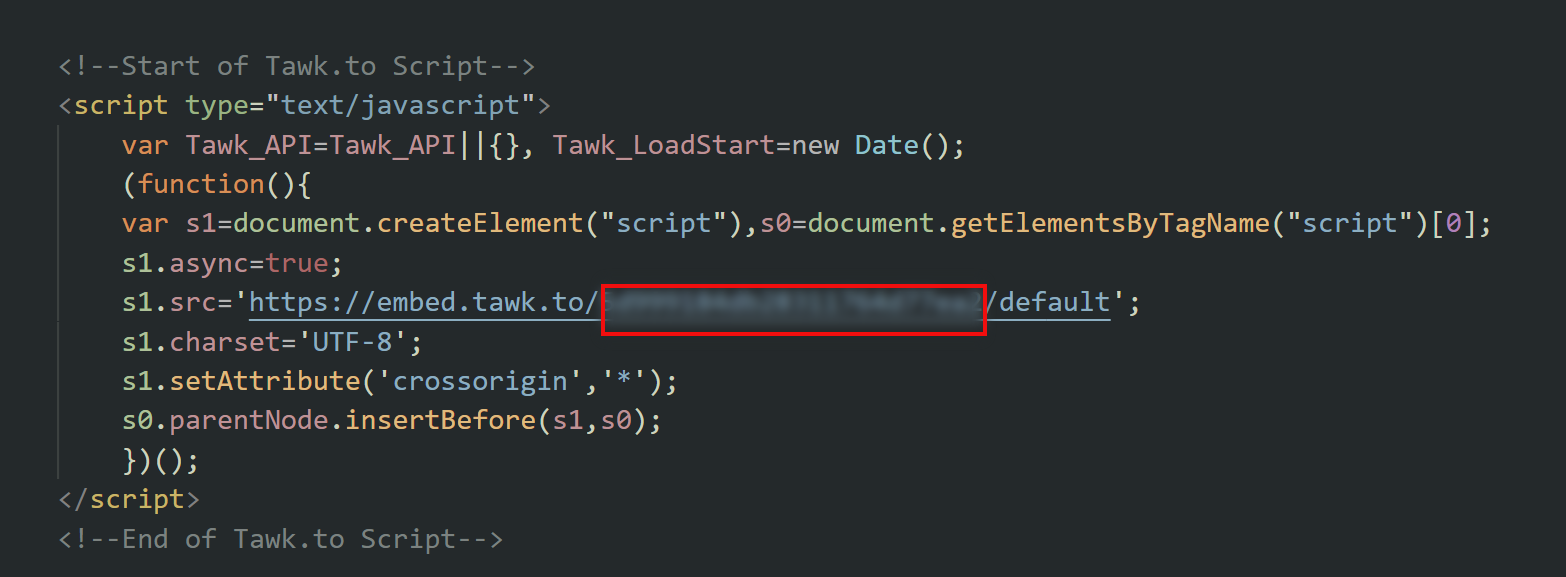 <!--Start of Tawk.to Script-->
<script type="text/javascript">
var Tawk_API=Tawk_API||{}, Tawk_LoadStart=new Date();
(function(){
var s1=document.createElement("script"),s0=document.getElementsByTagName("script")[0];
s1.async=true;
s1.src='https://embed.tawk.to/ /default';
s1.charset='UTF-8';
s1.setAttribute('crossorigin','*');
s0.parentNode.insertBefore(s1,s0);
})();
</script>
<!--End of Tawk.to Script-->